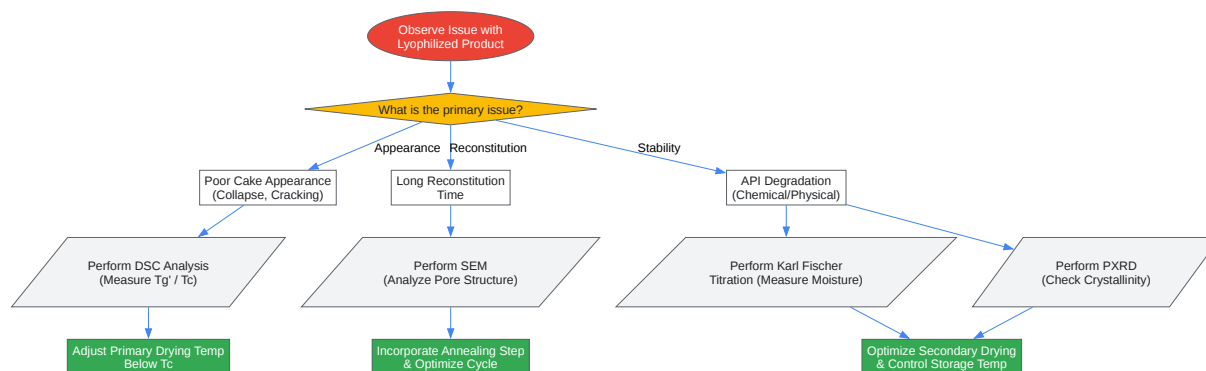 Observe Issue with
Lyophilized Product
What is the primary issue?
Appearance
Reconstitution
Stability
Poor Cake Appearance
(Collapse, Cracking)
Long Reconstitution
Time
API Degradation
(Chemical/Physical)
Perform DSC Analysis
(Measure Tg' / Tc)
Perform SEM
(Analyze Pore Structure)
Perform Karl Fischer
Titration (Measure Moisture)
Perform PXRD
(Check Crystallinity)
Adjust Primary Drying Temp
Below Tc
Incorporate Annealing Step
& Optimize Cycle
Optimize Secondary Drying
& Control Storage Temp